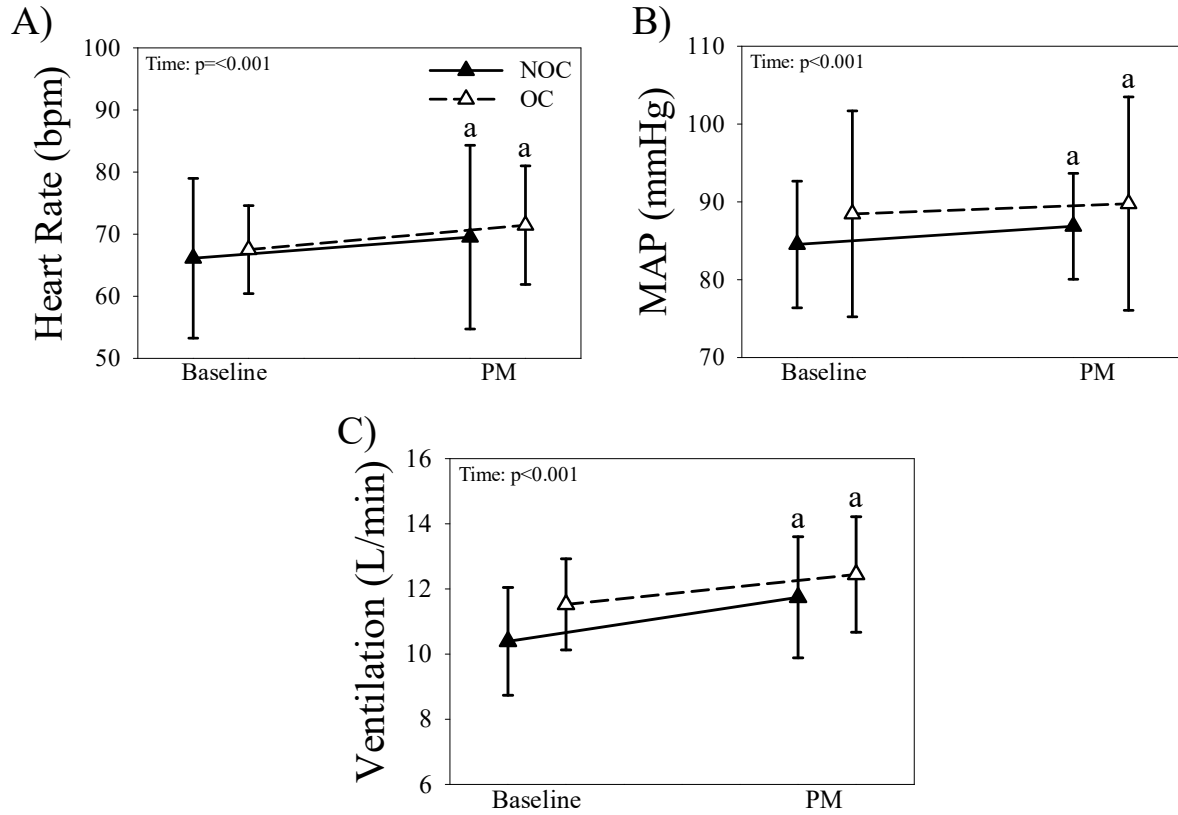 A)
Heart Rate (bpm)
100
90
80
70
60
50
Time: p=<0.001
NOC
OC
a
a
Baseline
PM
B)
MAP (mmHg)
110
100
90
80
70
Time: p<0.001
a
a
Baseline
PM
C)
Ventilation (L/min)
16
14
12
10
8
6
Time: p<0.001
a
a
Baseline
PM